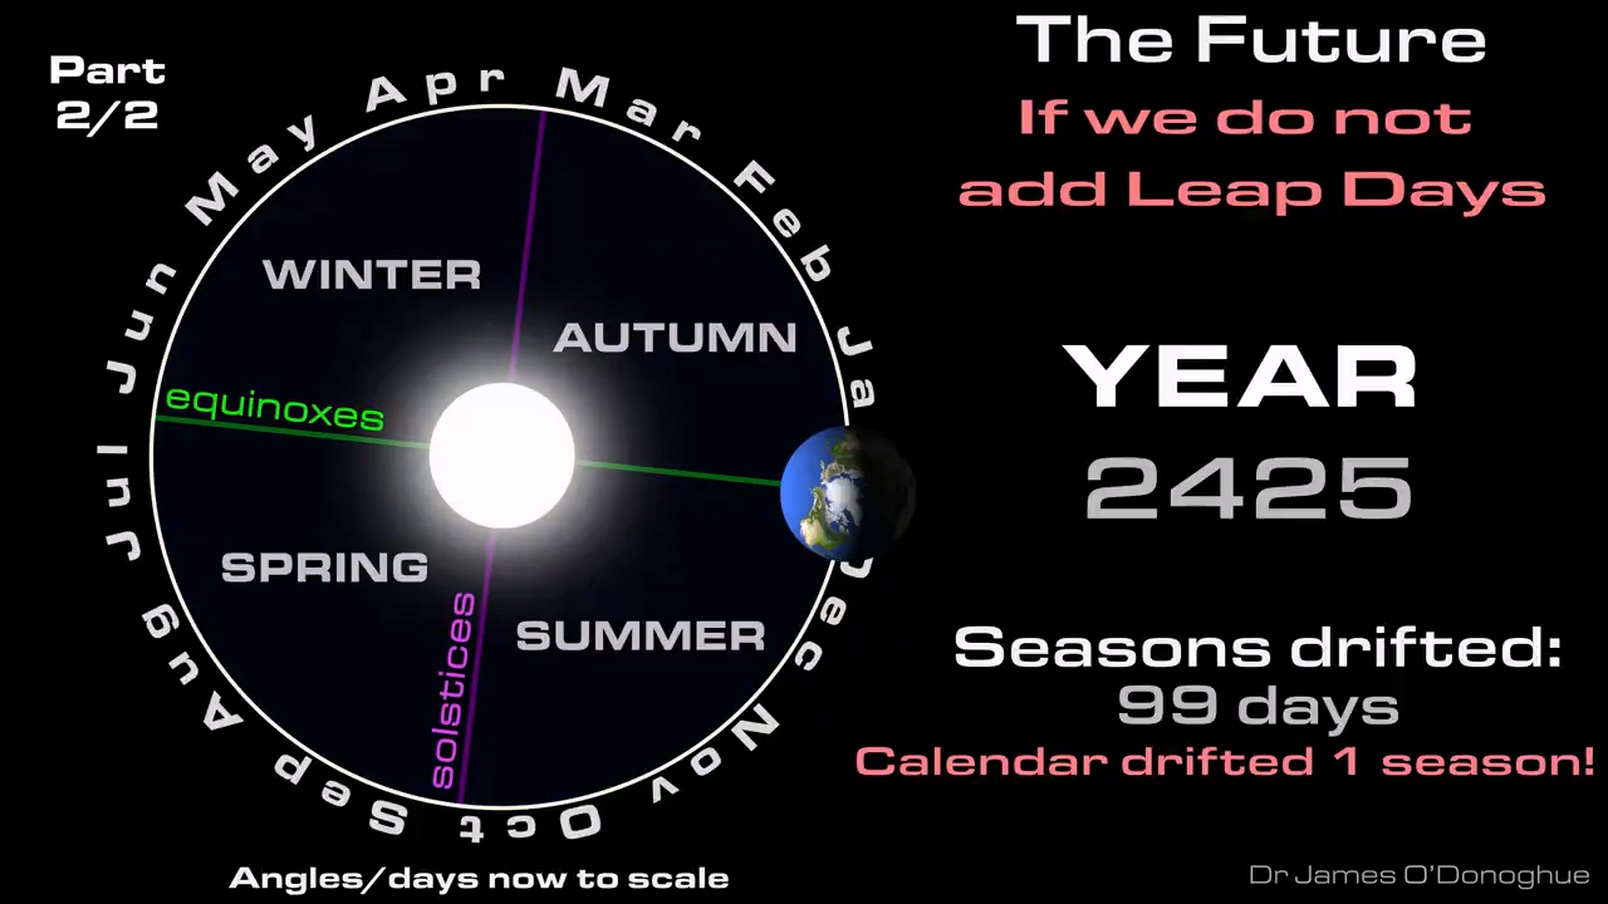 Part
2/2
The Future
If we do not
add Leap Days
Jan
Feb
Mar
Apr
May
Jun
Jul
Aug
Sep
Oct
Nov
Dec
WINTER
AUTUMN
equinoxes
SPRING
SUMMER
solstices
YEAR
2425
Seasons drifted:
99 days
Calendar drifted 1 season!
Angles/days now to scale
Dr James O'Donoghue